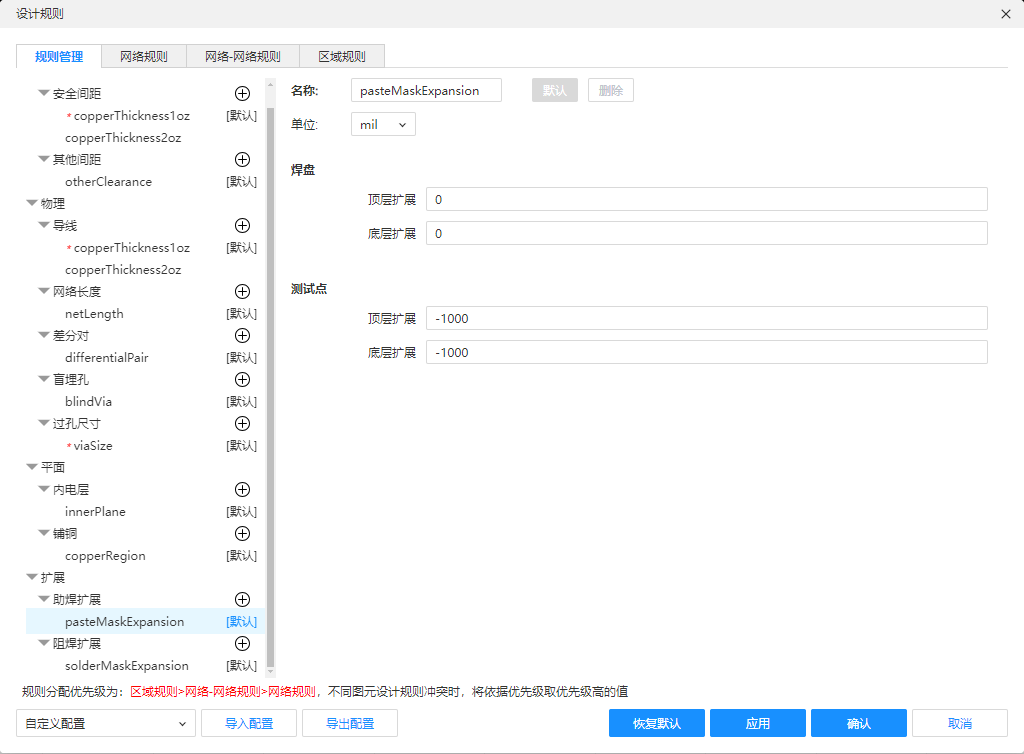 设计规则
规则管理 网络规则 网络-网络规则 区域规则
安全间距
*copperThickness1oz [默认]
copperThickness2oz
其他间距
otherClearance [默认]
物理
导线
*copperThickness1oz [默认]
copperThickness2oz
网络长度
netLength [默认]
差分对
differentialPair [默认]
盲埋孔
blindVia [默认]
过孔尺寸
*viaSize [默认]
平面
内电层
innerPlane [默认]
铺铜
copperRegion [默认]
扩展
助焊扩展
pasteMaskExpansion [默认]
阻焊扩展
solderMaskExpansion [默认]
名称: pasteMaskExpansion 默认 删除
单位: mil
焊盘
顶层扩展 0
底层扩展 0
测试点
顶层扩展 -1000
底层扩展 -1000
规则分配优先级为：区域规则>网络-网络规则>网络规则，不同图元设计规则冲突时，将依据优先级取优先级高的值
自定义配置 导入配置 导出配置 恢复默认 应用 确认 取消